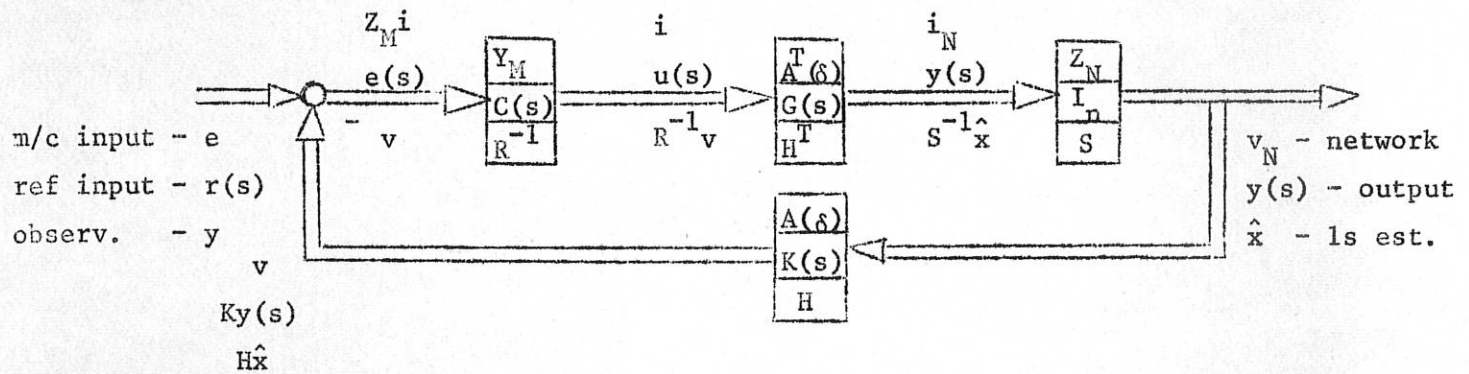 Z_M i
e(s)
- v
Y_M
C(s)
R^{-1}
i
u(s)
R^{-1}v
A^T(δ)
G(s)
H^T
i_N
y(s)
S^{-1}x̂
Z_N
I_n
S
m/c input - e
ref input - r(s)
observ. - y
v_N - network
y(s) - output
x̂ - ls est.
A(δ)
K(s)
H
v
Ky(s)
Hx̂